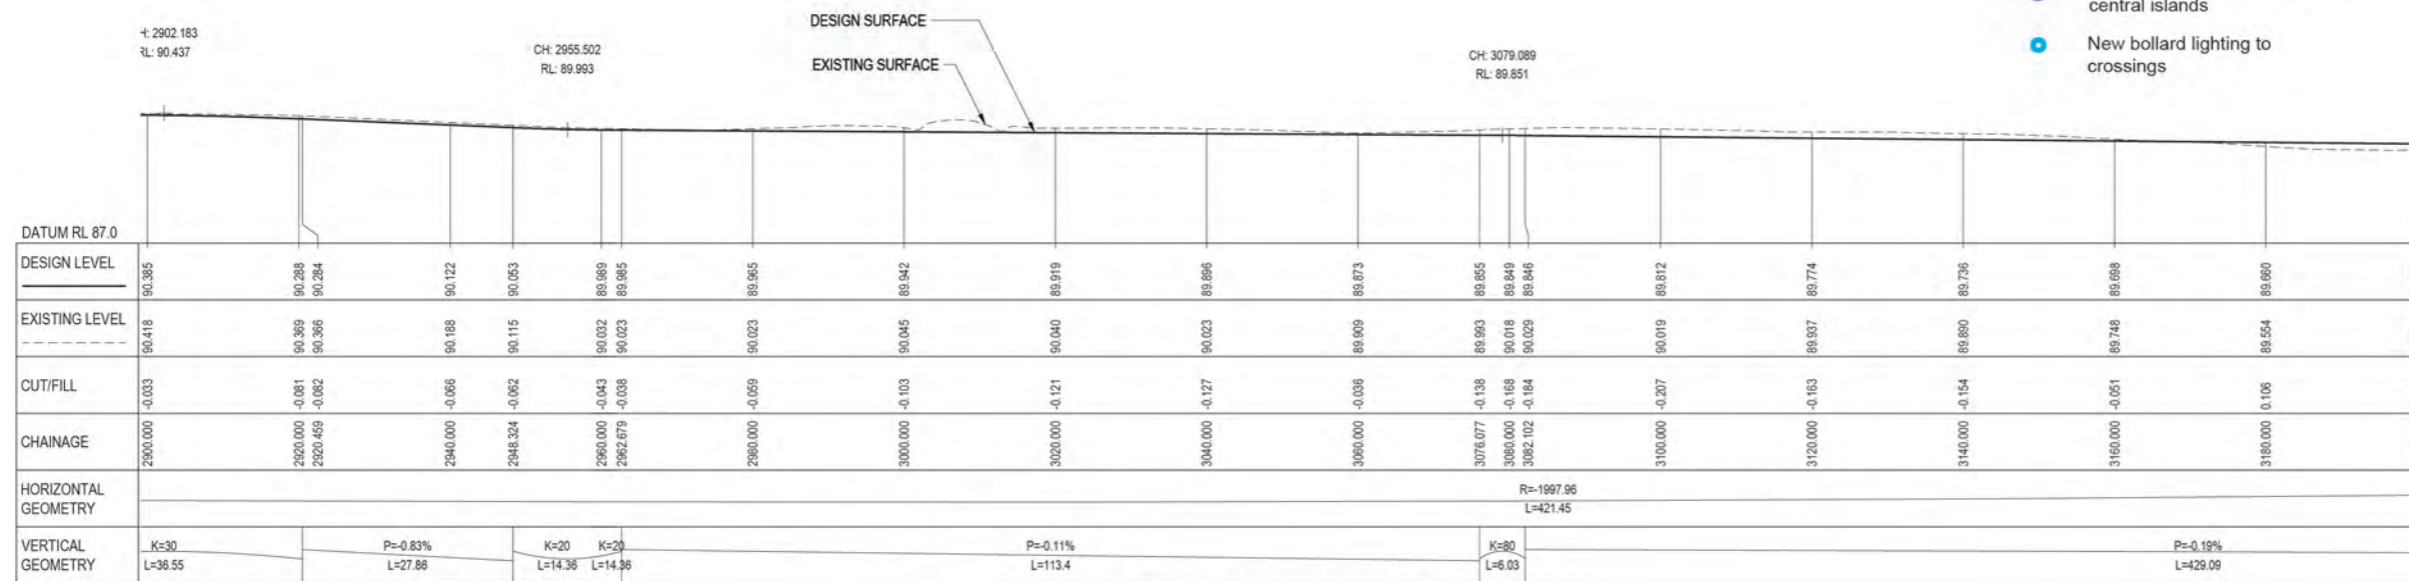 central islands
New bollard lighting to
crossings
H: 2902.183
RL: 90.437
CH: 2955.502
RL: 89.993
DESIGN SURFACE
EXISTING SURFACE
CH: 3079.089
RL: 89.851
DATUM RL 87.0
DESIGN LEVEL 90.385 90.288 90.284 90.122 90.053 89.989 89.985 89.965 89.942 89.919 89.896 89.873 89.855 89.849 89.846 89.812 89.774 89.736 89.698 89.660
EXISTING LEVEL 90.418 90.369 90.366 90.188 90.115 90.032 90.023 90.023 90.045 90.040 90.023 89.909 89.993 90.018 90.029 90.019 89.937 89.890 89.748 89.554
CUT/FILL -0.033 -0.081 -0.082 -0.066 -0.062 -0.043 -0.038 -0.059 -0.103 -0.121 -0.127 -0.036 -0.138 -0.168 -0.184 -0.207 -0.163 -0.154 -0.051 0.106
CHAINAGE 2900.000 2920.000 2920.459 2940.000 2948.324 2960.000 2962.679 2980.000 3000.000 3020.000 3040.000 3060.000 3076.077 3080.000 3082.102 3100.000 3120.000 3140.000 3160.000 3180.000
HORIZONTAL
GEOMETRY
R=-1997.96
L=421.45
VERTICAL
GEOMETRY
K=30 P=-0.83% K=20 K=20 P=-0.11% K=80 P=-0.19%
L=36.55 L=27.86 L=14.36 L=14.36 L=113.4 L=6.03 L=429.09